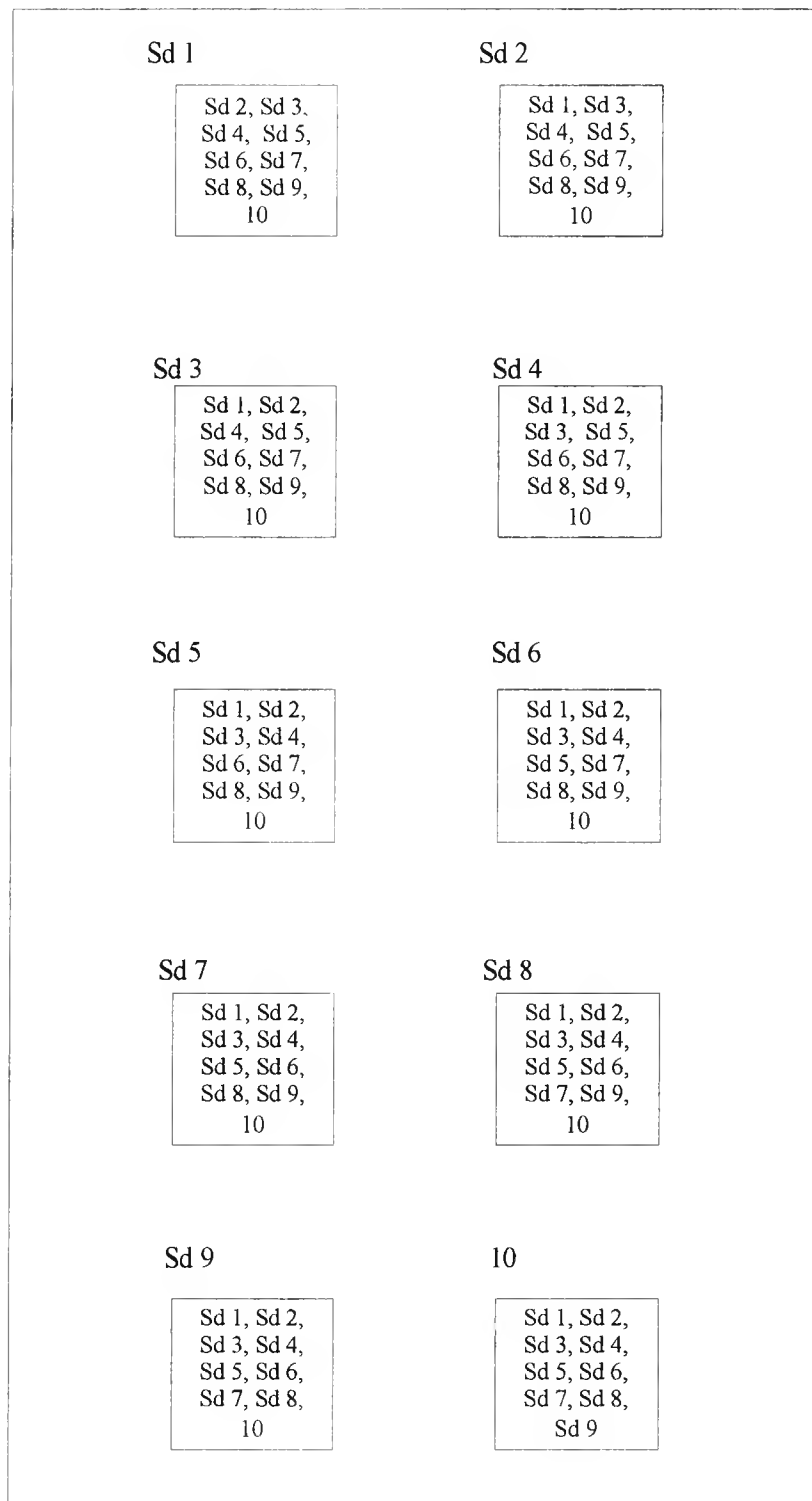 Sd 1
Sd 2, Sd 3,
Sd 4, Sd 5,
Sd 6, Sd 7,
Sd 8, Sd 9,
10
Sd 2
Sd 1, Sd 3,
Sd 4, Sd 5,
Sd 6, Sd 7,
Sd 8, Sd 9,
10
Sd 3
Sd 1, Sd 2,
Sd 4, Sd 5,
Sd 6, Sd 7,
Sd 8, Sd 9,
10
Sd 4
Sd 1, Sd 2,
Sd 3, Sd 5,
Sd 6, Sd 7,
Sd 8, Sd 9,
10
Sd 5
Sd 1, Sd 2,
Sd 3, Sd 4,
Sd 6, Sd 7,
Sd 8, Sd 9,
10
Sd 6
Sd 1, Sd 2,
Sd 3, Sd 4,
Sd 5, Sd 7,
Sd 8, Sd 9,
10
Sd 7
Sd 1, Sd 2,
Sd 3, Sd 4,
Sd 5, Sd 6,
Sd 8, Sd 9,
10
Sd 8
Sd 1, Sd 2,
Sd 3, Sd 4,
Sd 5, Sd 6,
Sd 7, Sd 9,
10
Sd 9
Sd 1, Sd 2,
Sd 3, Sd 4,
Sd 5, Sd 6,
Sd 7, Sd 8,
10
10
Sd 1, Sd 2,
Sd 3, Sd 4,
Sd 5, Sd 6,
Sd 7, Sd 8,
Sd 9